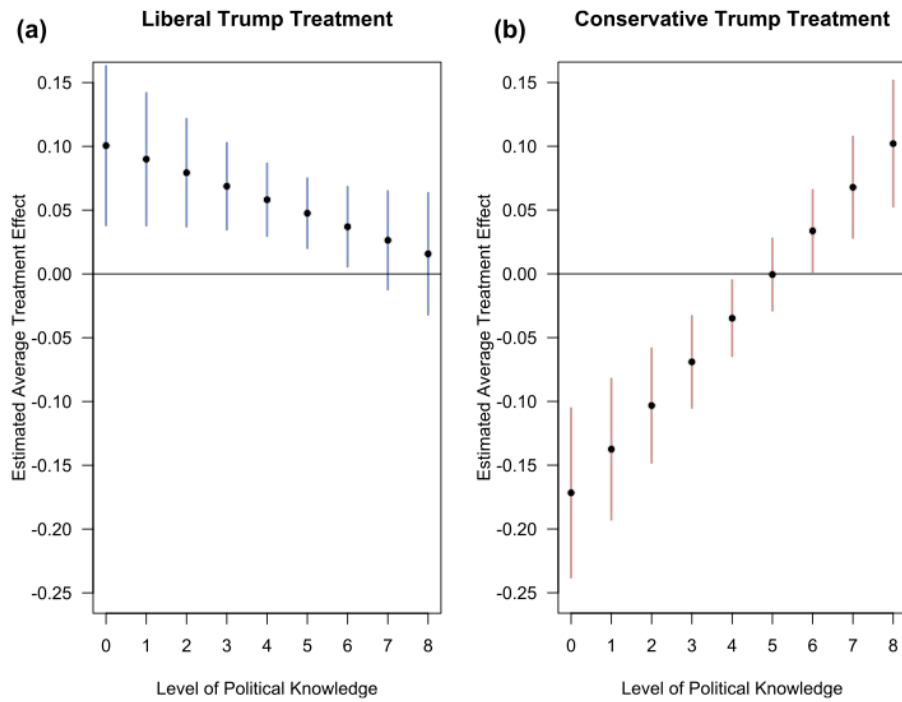 (a)
Liberal Trump Treatment
Estimated Average Treatment Effect
0.15
0.10
0.05
0.00
-0.05
-0.10
-0.15
-0.20
-0.25
0 1 2 3 4 5 6 7 8
Level of Political Knowledge
(b)
Conservative Trump Treatment
Estimated Average Treatment Effect
0.15
0.10
0.05
0.00
-0.05
-0.10
-0.15
-0.20
-0.25
0 1 2 3 4 5 6 7 8
Level of Political Knowledge